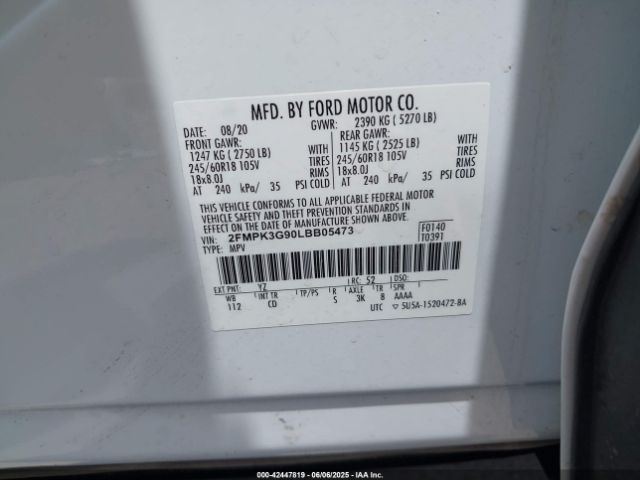 MFD. BY FORD MOTOR CO.
DATE: 08/20 GVWR: 2390 KG ( 5270 LB)
FRONT GAWR: REAR GAWR:
1247 KG ( 2750 LB) WITH 1145 KG ( 2525 LB) WITH
245/60R18 105V TIRES 245/60R18 105V TIRES
18x8.0J RIMS 18x8.0J RIMS
AT 240 kPa/ 35 PSI COLD AT 240 kPa/ 35 PSI COLD
THIS VEHICLE CONFORMS TO ALL APPLICABLE FEDERAL MOTOR
VEHICLE SAFETY AND THEFT PREVENTION STANDARDS IN
EFFECT ON THE DATE OF MANUFACTURE SHOWN ABOVE.
VIN: 2FMPK3G90LBB05473 F0140
TYPE: MPV T0391
EXT PNT: YZ RC: 52 DSO:
WB INT TR TP/PS R AXLE TR SPR
112 CD S 3K 8 AAAA
UTC ▽ 5U5A-1520472-BA
000-42447819 - 06/06/2025 - IAA Inc.